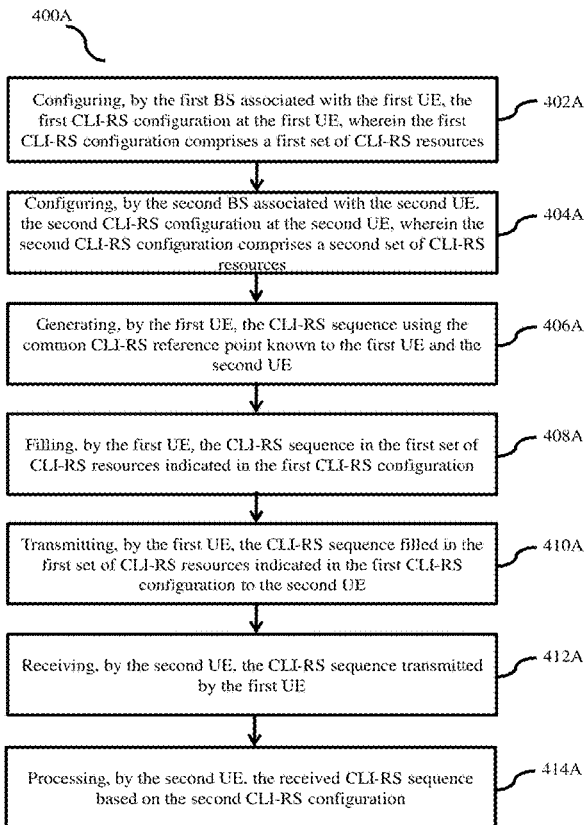 400A
Configuring, by the first BS associated with the first UE, the
first CLI-RS configuration at the first UE, wherein the first
CLI-RS configuration comprises a first set of CLI-RS resources
402A
Configuring, by the second BS associated with the second UE,
the second CLI-RS configuration at the second UE, wherein the
second CLI-RS configuration comprises a second set of CLI-RS
resources
404A
Generating, by the first UE, the CLI-RS sequence using the
common CLI-RS reference point known to the first UE and the
second UE
406A
Filling, by the first UE, the CLI-RS sequence in the first set of
CLI-RS resources indicated in the first CLI-RS configuration
408A
Transmitting, by the first UE, the CLI-RS sequence filled in the
first set of CLI-RS resources indicated in the first CLI-RS
configuration to the second UE
410A
Receiving, by the second UE, the CLI-RS sequence transmitted
by the first UE
412A
Processing, by the second UE, the received CLI-RS sequence
based on the second CLI-RS configuration
414A